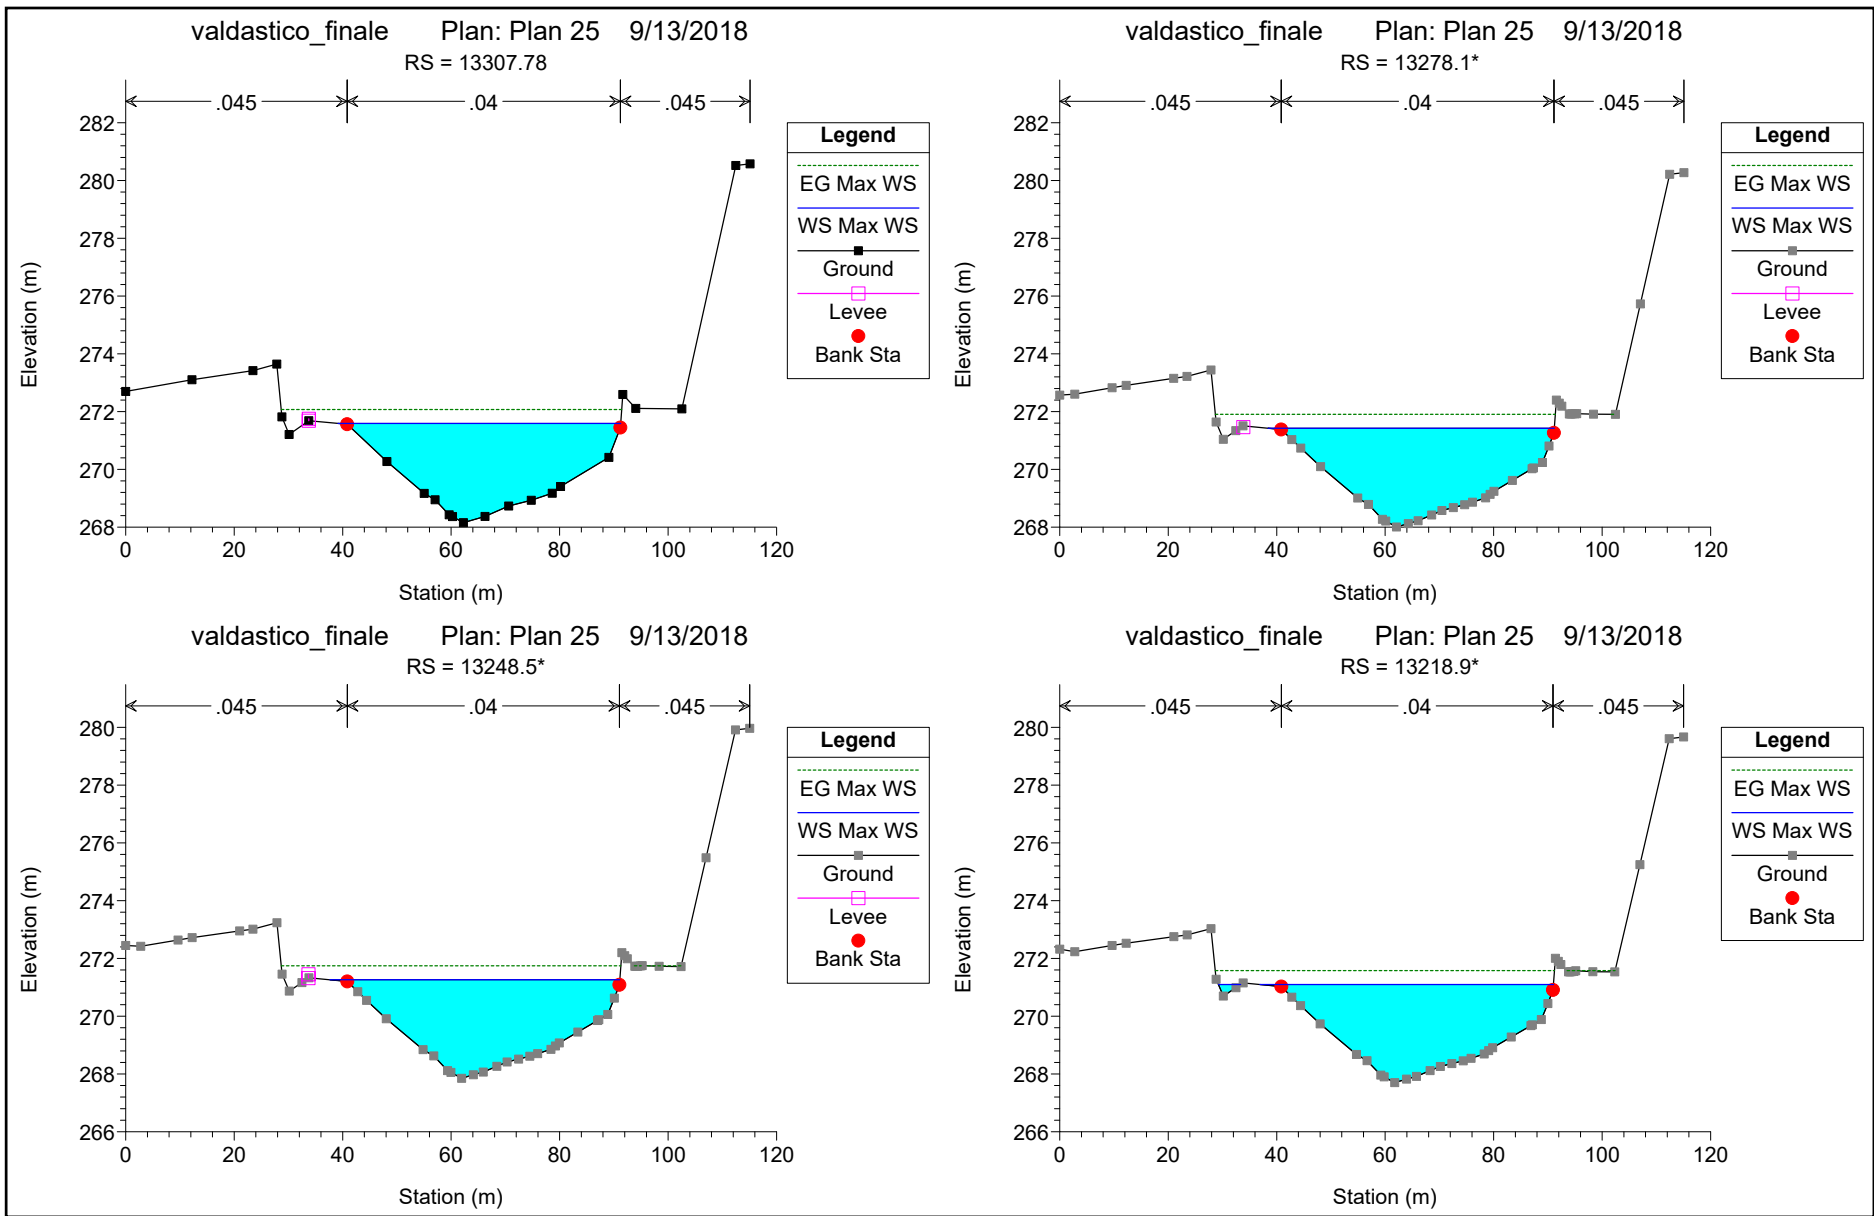 valdastico_finale Plan: Plan 25 9/13/2018
RS = 13307.78
.045 .04 .045
282
280
278
276
274
272
270
268
0 20 40 60 80 100 120
Station (m)
Elevation (m)
Legend
EG Max WS
WS Max WS
Ground
Levee
Bank Sta
valdastico_finale Plan: Plan 25 9/13/2018
RS = 13278.1*
.045 .04 .045
282
280
278
276
274
272
270
268
0 20 40 60 80 100 120
Station (m)
Elevation (m)
Legend
EG Max WS
WS Max WS
Ground
Levee
Bank Sta
valdastico_finale Plan: Plan 25 9/13/2018
RS = 13248.5*
.045 .04 .045
280
278
276
274
272
270
268
266
0 20 40 60 80 100 120
Station (m)
Elevation (m)
Legend
EG Max WS
WS Max WS
Ground
Levee
Bank Sta
valdastico_finale Plan: Plan 25 9/13/2018
RS = 13218.9*
.045 .04 .045
280
278
276
274
272
270
268
266
0 20 40 60 80 100 120
Station (m)
Elevation (m)
Legend
EG Max WS
WS Max WS
Ground
Bank Sta